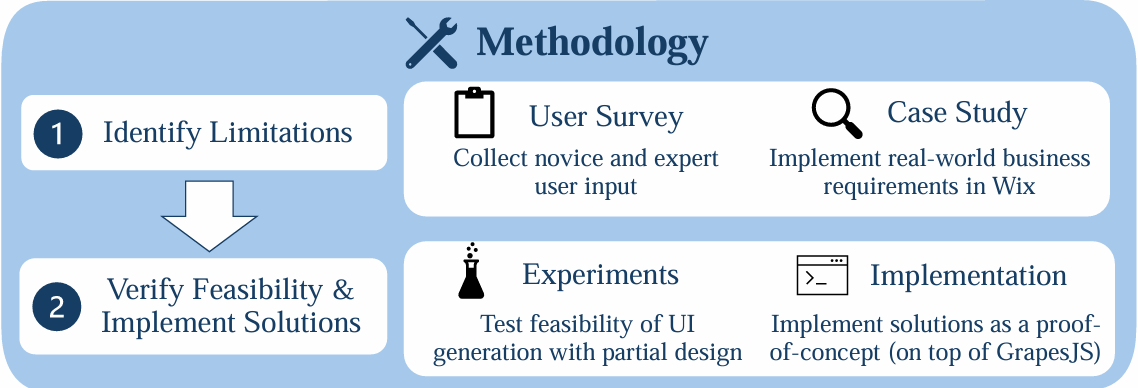 Methodology
1 Identify Limitations
User Survey
Collect novice and expert
user input
Case Study
Implement real-world business
requirements in Wix
2 Verify Feasibility &
Implement Solutions
Experiments
Test feasibility of UI
generation with partial design
Implementation
Implement solutions as a proof-
of-concept (on top of GrapesJS)